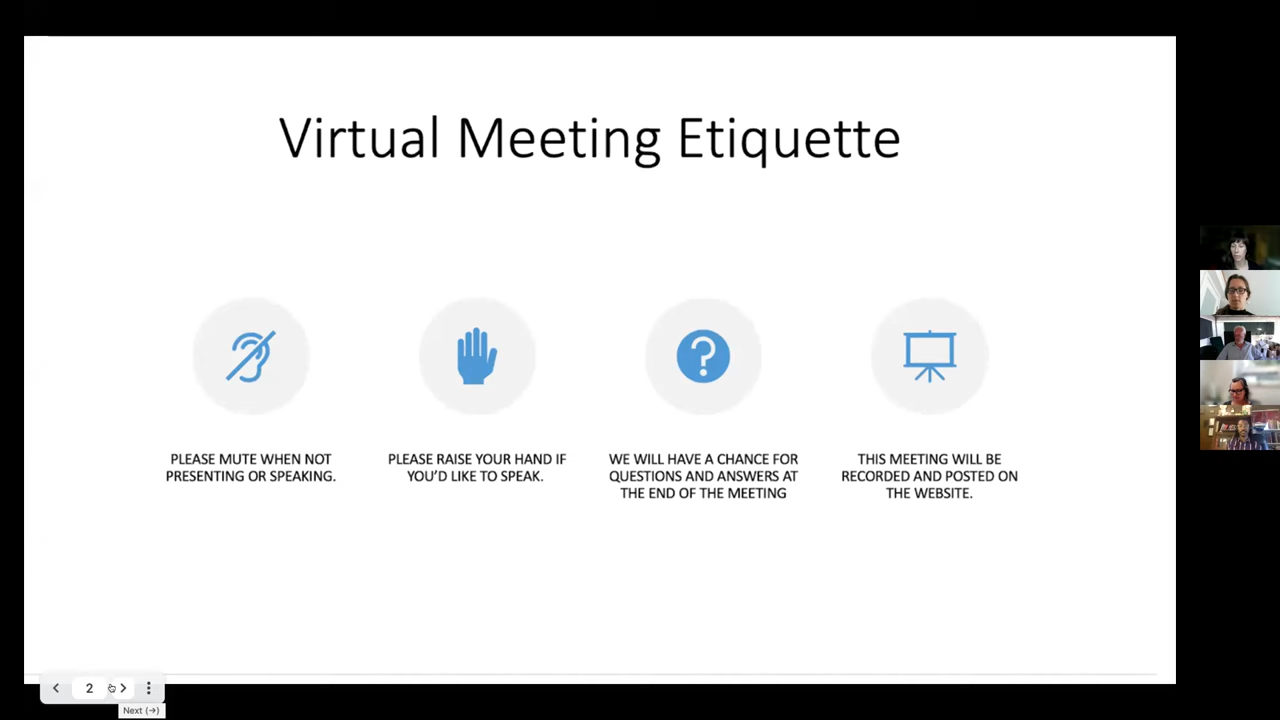 Virtual Meeting Etiquette
PLEASE MUTE WHEN NOT
PRESENTING OR SPEAKING.
PLEASE RAISE YOUR HAND IF
YOU'D LIKE TO SPEAK.
WE WILL HAVE A CHANCE FOR
QUESTIONS AND ANSWERS AT
THE END OF THE MEETING
THIS MEETING WILL BE
RECORDED AND POSTED ON
THE WEBSITE.
2
Next (→)